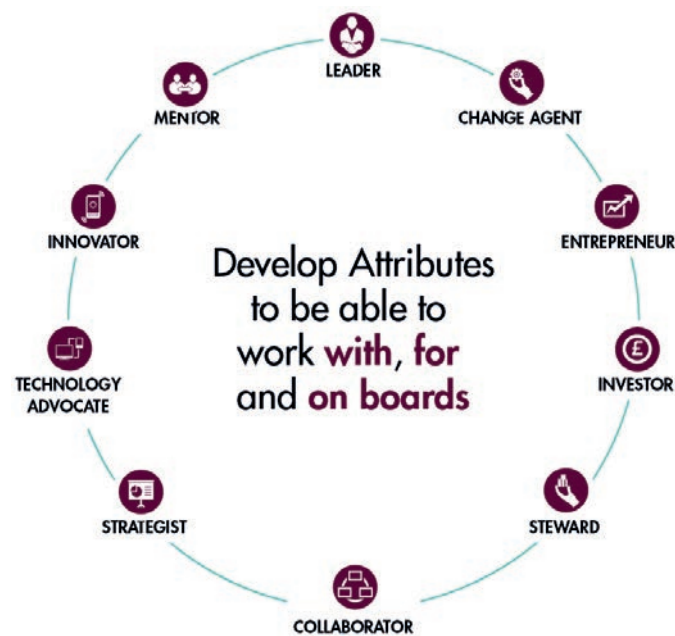 LEADER
CHANGE AGENT
ENTREPRENEUR
£
INVESTOR
STEWARD
COLLABORATOR
STRATEGIST
TECHNOLOGY
ADVOCATE
INNOVATOR
MENTOR
Develop Attributes
to be able to
work with, for
and on boards